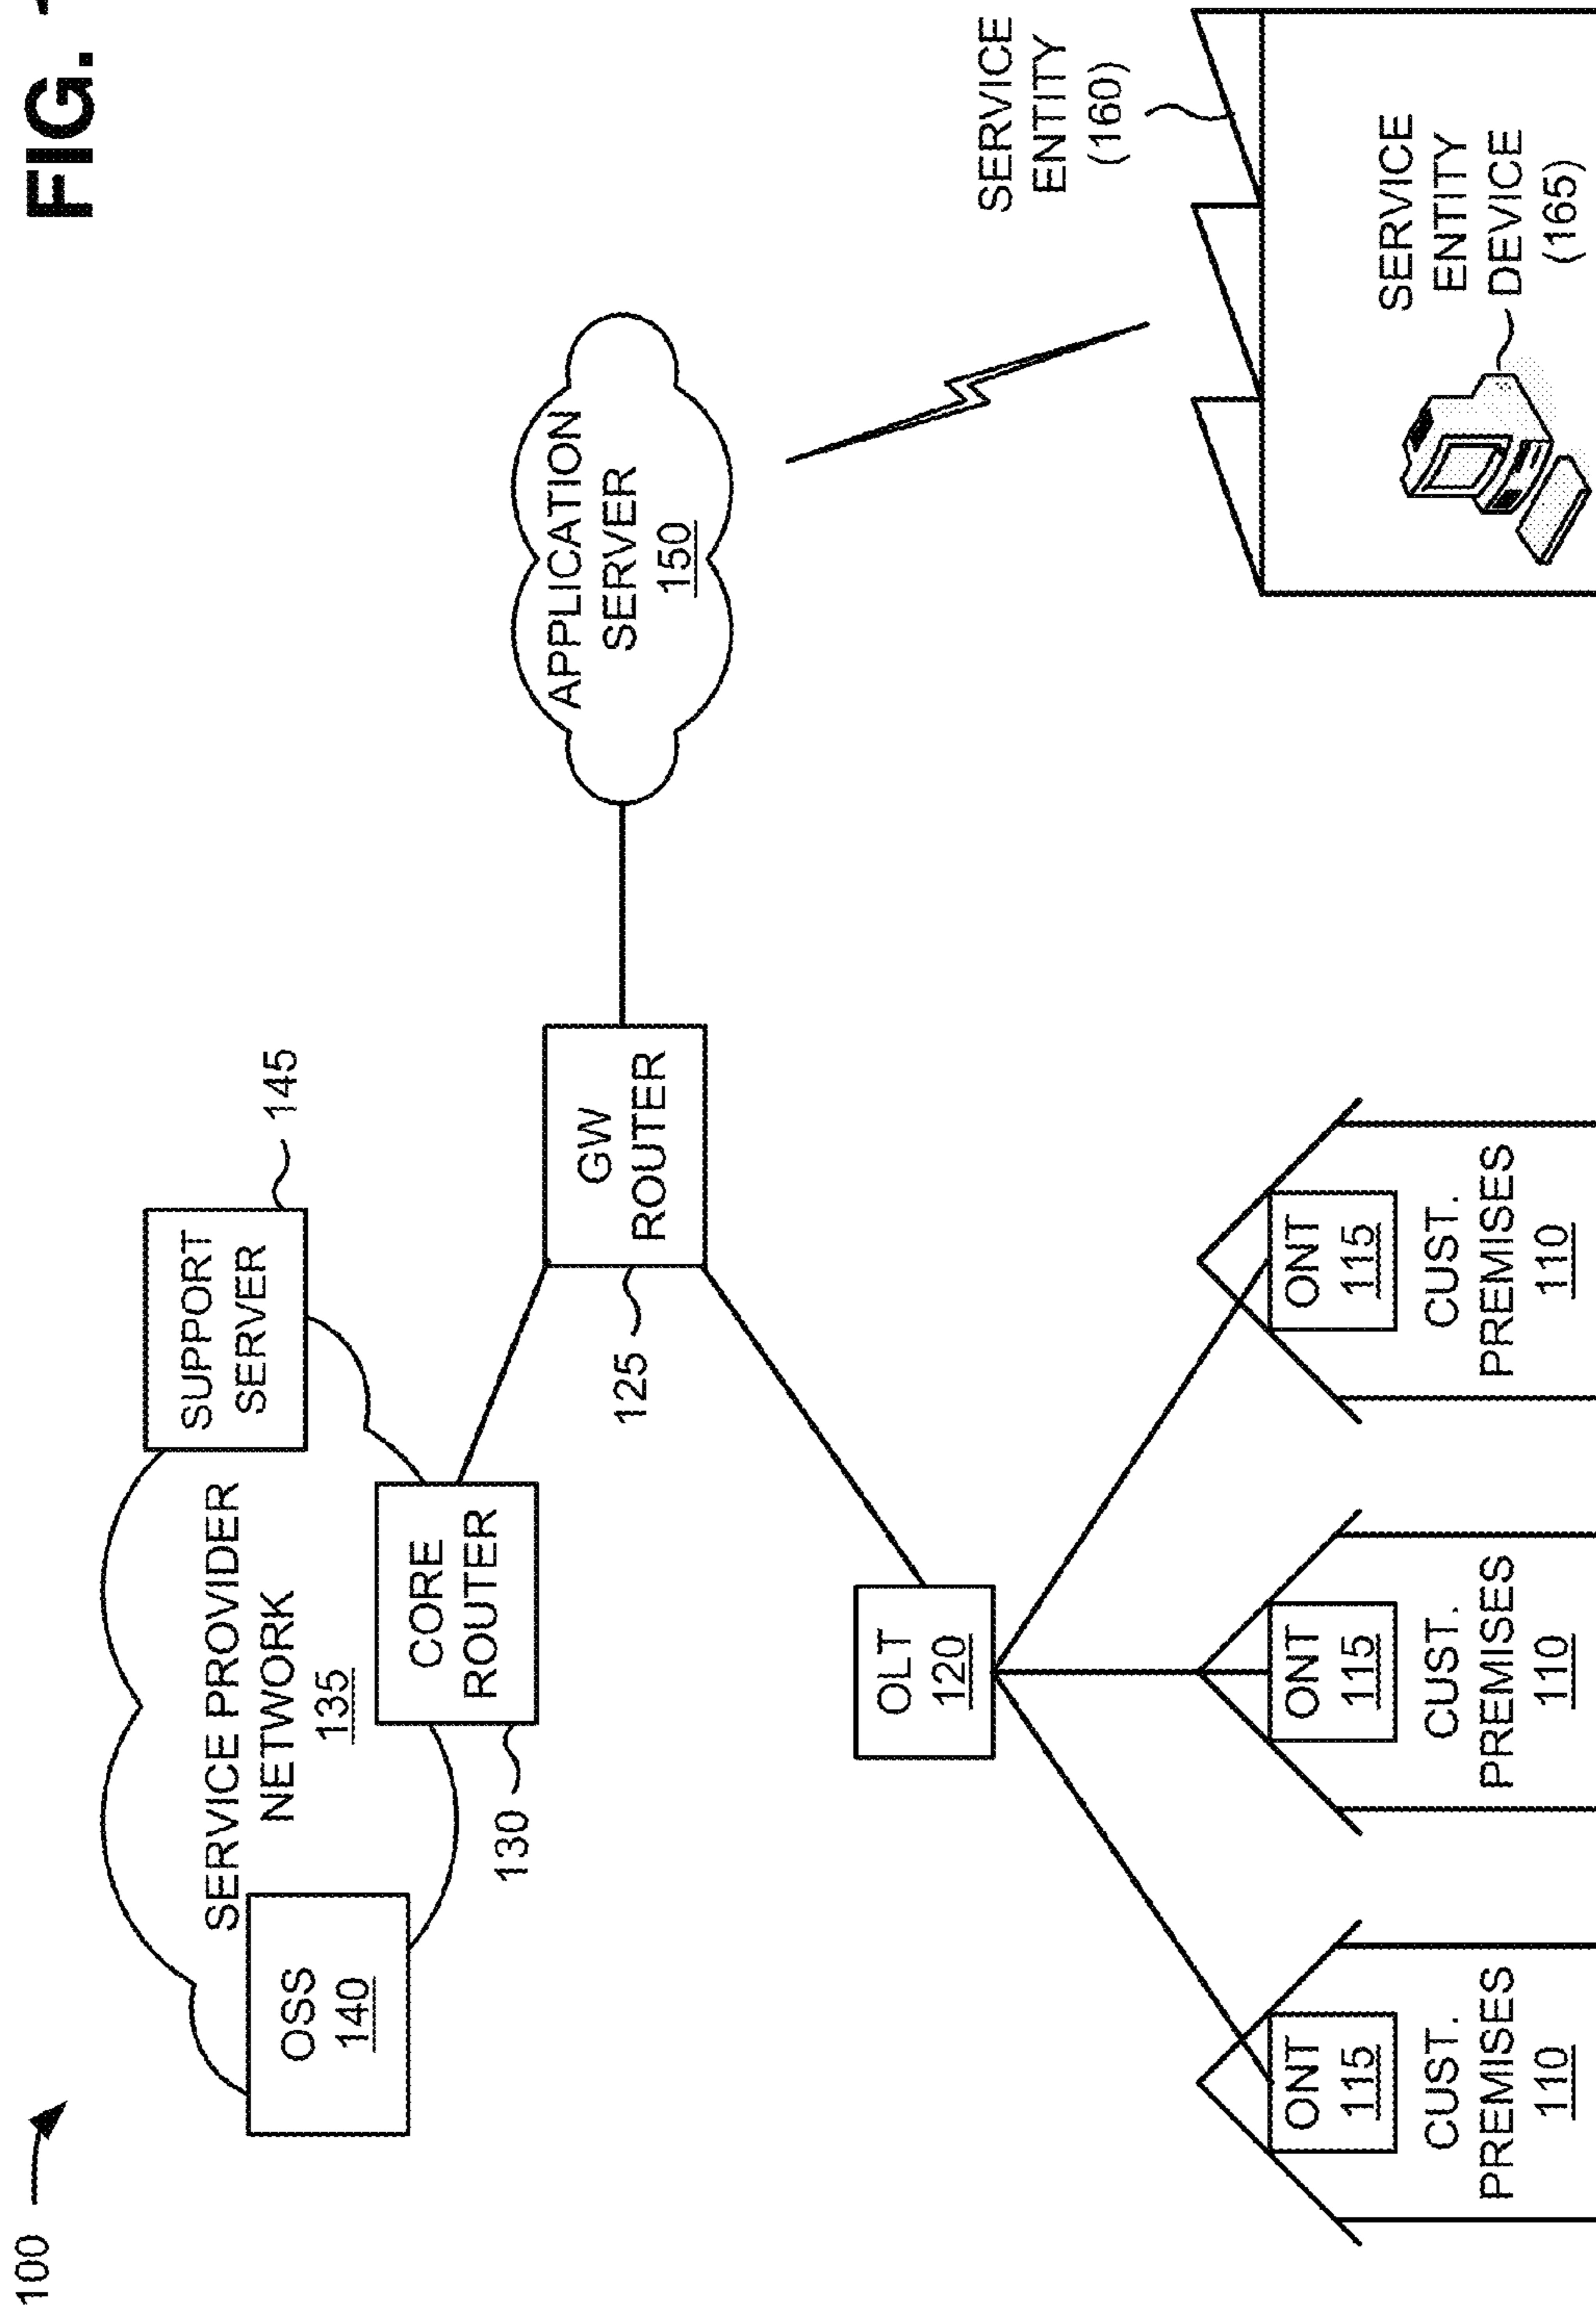 FIG. 1
100
SERVICE PROVIDER
NETWORK
135
OSS
140
SUPPORT
SERVER
145
CORE
ROUTER
130
GW
ROUTER
125
APPLICATION
SERVER
150
OLT
120
SERVICE
ENTITY
(160)
SERVICE
ENTITY
DEVICE
(165)
ONT
115
CUST.
PREMISES
110
ONT
115
CUST.
PREMISES
110
ONT
115
CUST.
PREMISES
110